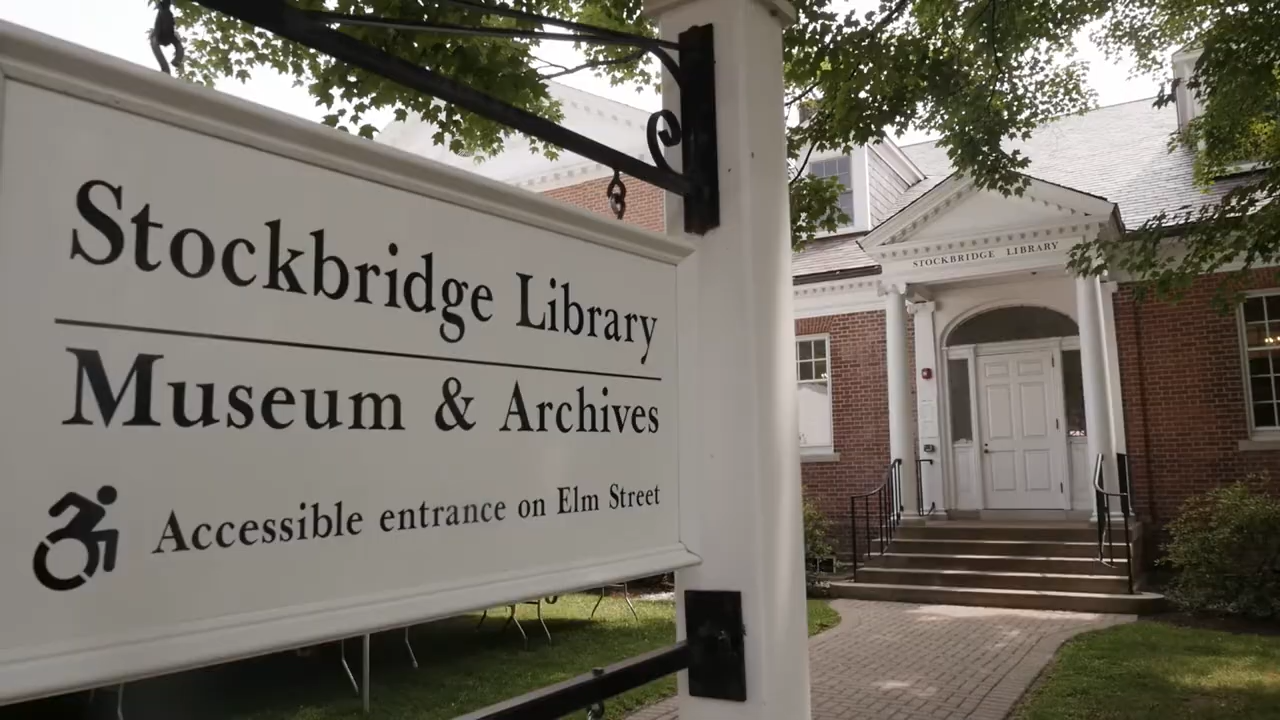 Stockbridge Library
Museum & Archives
Accessible entrance on Elm Street
STOCKBRIDGE LIBRARY